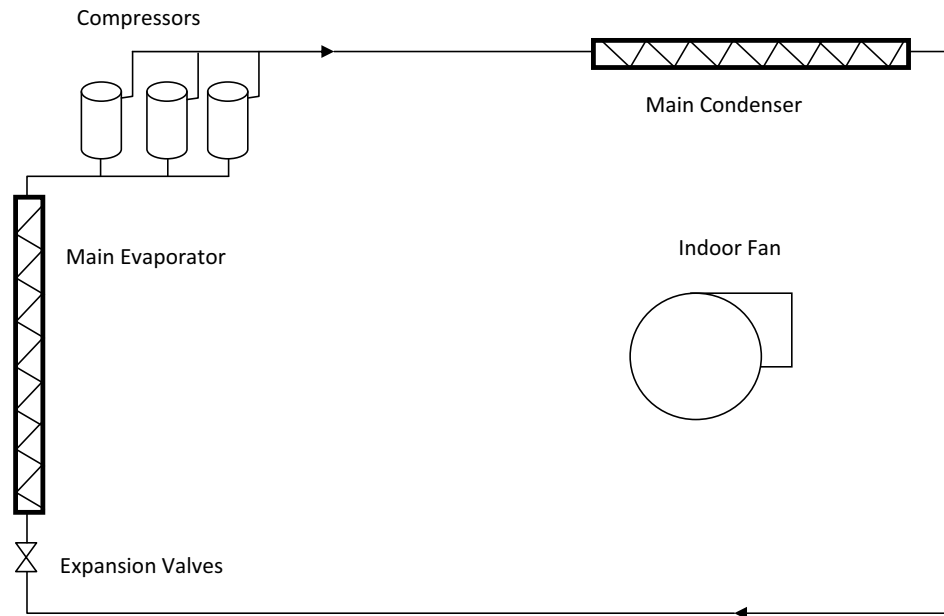 Compressors
Main Condenser
Main Evaporator
Indoor Fan
Expansion Valves